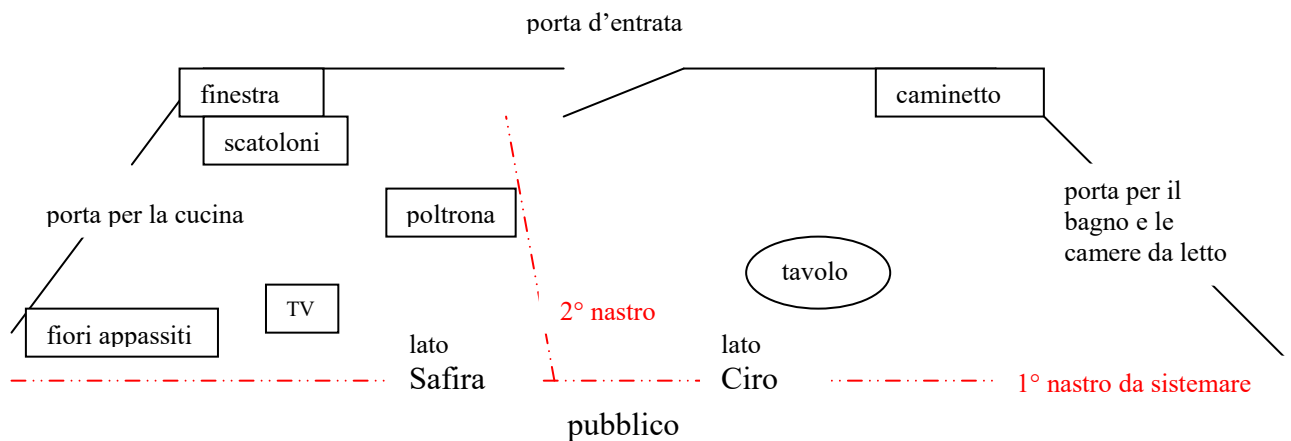 porta d’entrata
finestra
caminetto
scatoloni
porta per il
bagno e le
camere da letto
porta per la cucina
poltrona
tavolo
TV
2° nastro
fiori appassiti
lato
Safira
lato
Ciro
1° nastro da sistemare
pubblico